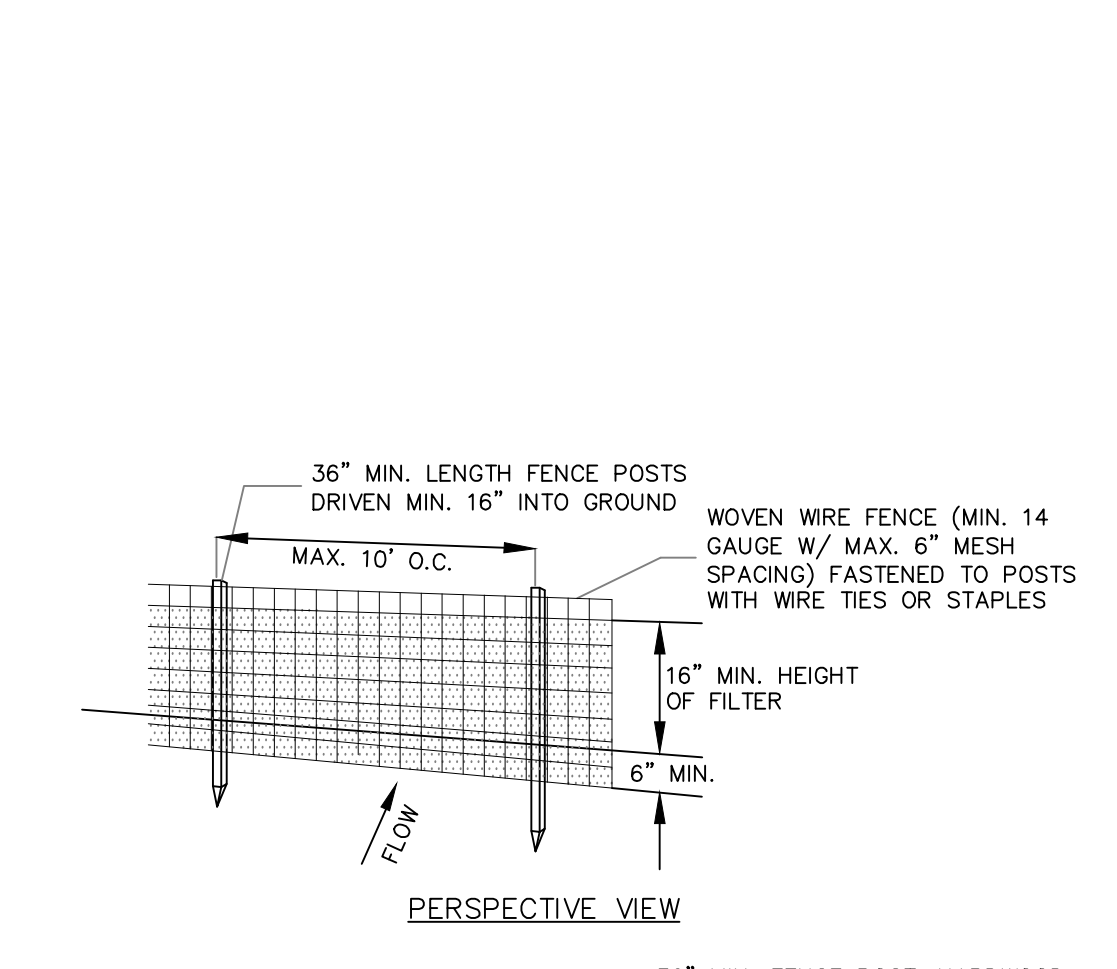 36” MIN. LENGTH FENCE POSTS
DRIVEN MIN. 16” INTO GROUND
WOVEN WIRE FENCE (MIN. 14
GAUGE W/ MAX. 6” MESH
SPACING) FASTENED TO POSTS
WITH WIRE TIES OR STAPLES
MAX. 10’ O.C.
16” MIN. HEIGHT
OF FILTER
6” MIN.
FLOW
PERSPECTIVE VIEW